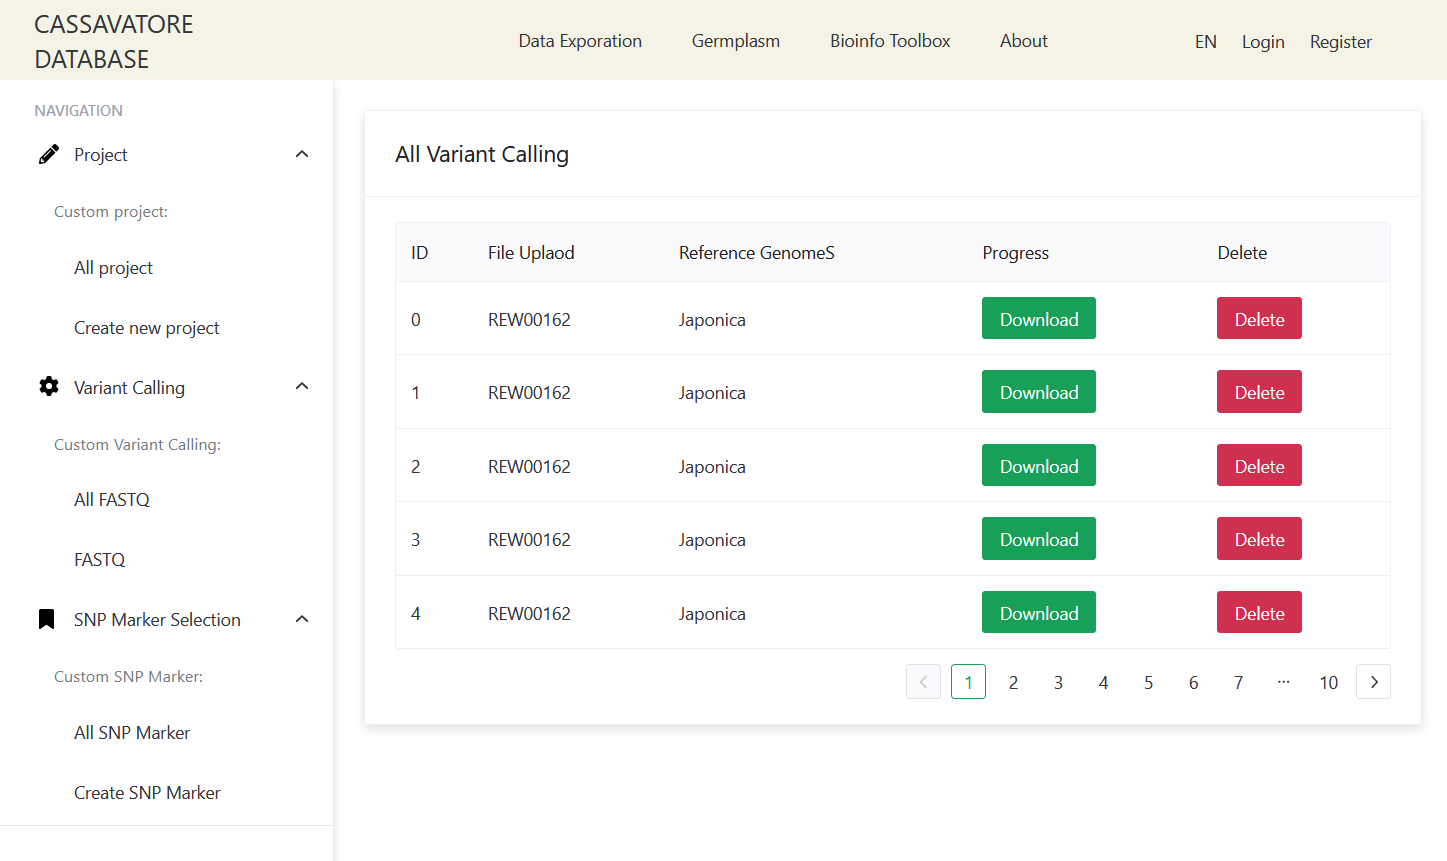 CASSAVATORE
DATABASE
Data Exporation Germplasm Bioinfo Toolbox About EN Login Register
NAVIGATION
Project
Custom project:
All project
Create new project
Variant Calling
Custom Variant Calling:
All FASTQ
FASTQ
SNP Marker Selection
Custom SNP Marker:
All SNP Marker
Create SNP Marker
All Variant Calling
ID File Uplaod Reference GenomeS Progress Delete
0 REW00162 Japonica Download Delete
1 REW00162 Japonica Download Delete
2 REW00162 Japonica Download Delete
3 REW00162 Japonica Download Delete
4 REW00162 Japonica Download Delete
1 2 3 4 5 6 7 ... 10